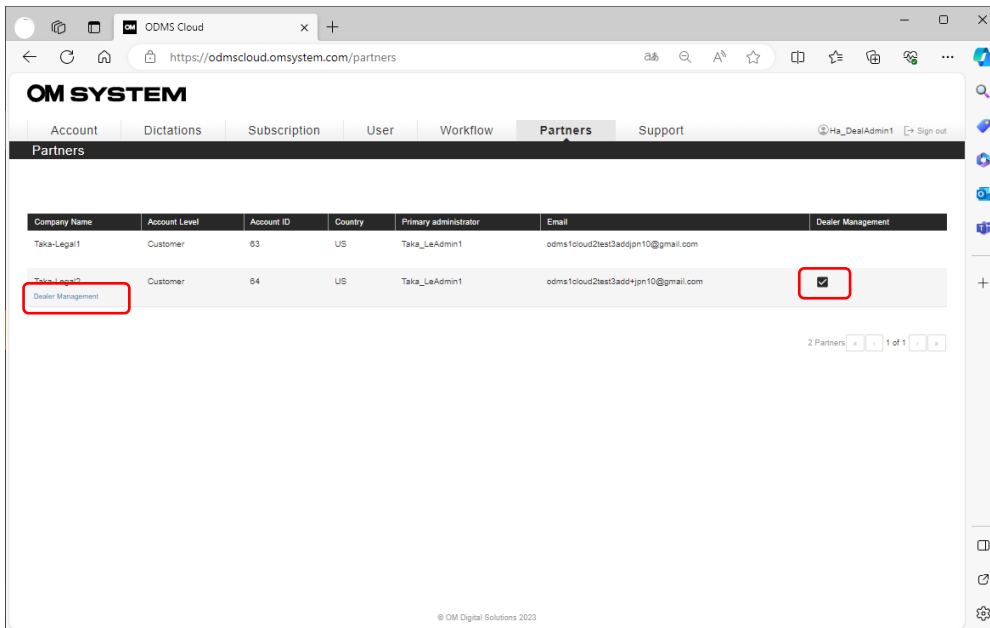 OM ODMS Cloud
https://odmscloud.omsystem.com/partners
OM SYSTEM
Account Dictations Subscription User Workflow Partners Support Ha_DealAdmin1 Sign out
Partners
Company Name Account Level Account ID Country Primary administrator Email Dealer Management
Taka-Legal1 Customer 63 US Taka_LeAdmin1 odms1cloud2test3addjpn10@gmail.com
Taka-Legal2 Customer 64 US Taka_LeAdmin1 odms1cloud2test3add+jpn10@gmail.com
Dealer Management
2 Partners « ‹ 1 of 1 › »
© OM Digital Solutions 2023